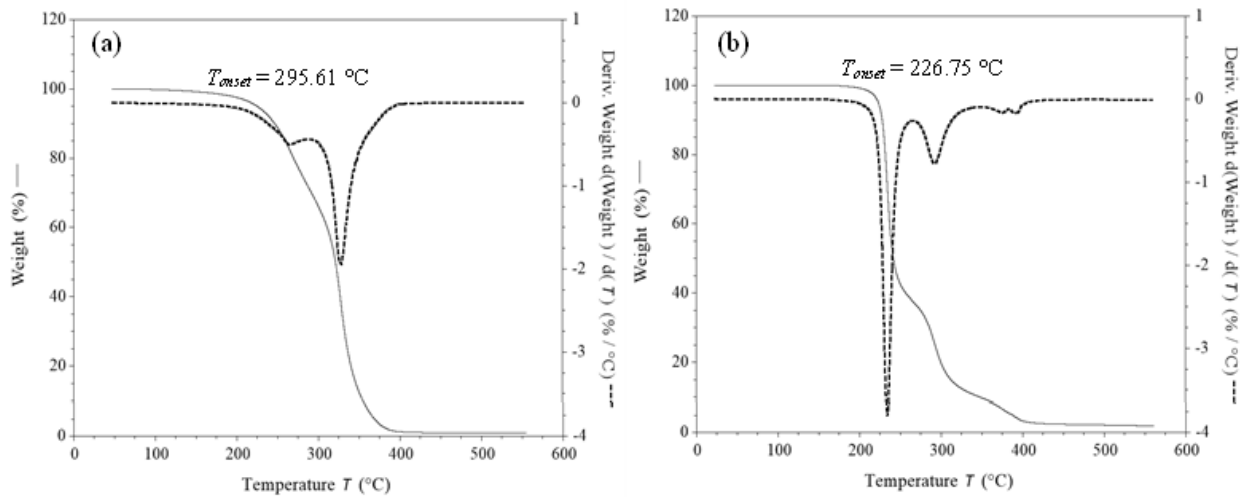 (a)
T onset = 295.61 °C
120
100
80
60
40
20
0
Weight (%) —
1
0
-1
-2
-3
-4
Deriv. Weight d(Weight ) / d( T ) (% / °C) ---
0 100 200 300 400 500 600
Temperature T (°C)
(b)
T onset = 226.75 °C
120
100
80
60
40
20
0
Weight (%) —
1
0
-1
-2
-3
-4
Deriv. Weight d(Weight ) / d( T ) (% / °C) ---
0 100 200 300 400 500 600
Temperature T (°C)